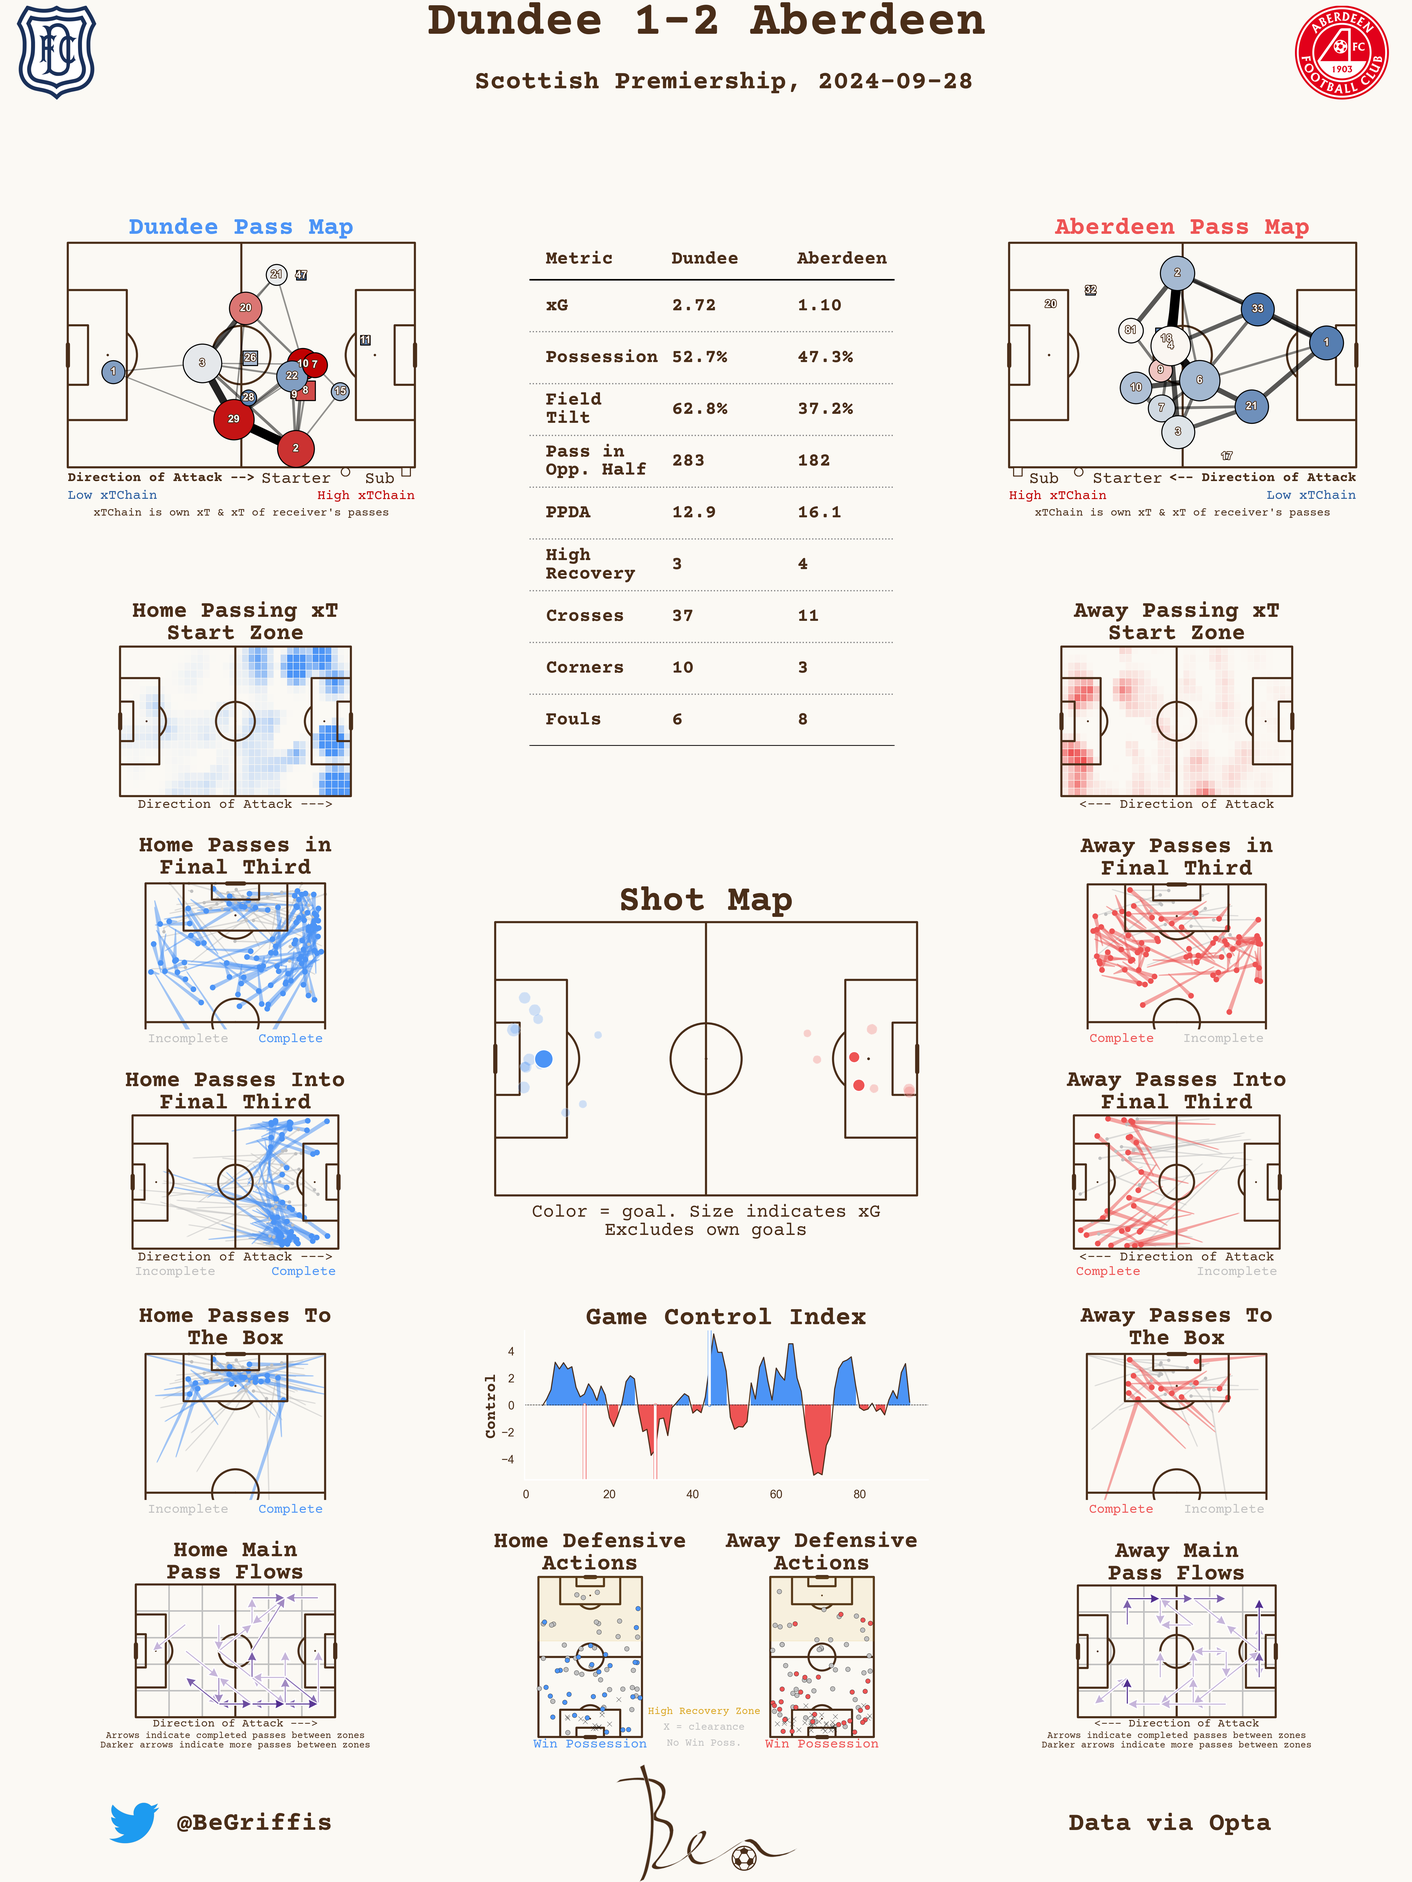 Dundee 1-2 Aberdeen
Scottish Premiership, 2024-09-28
FC
D
ABERDEEN
FC
1903
FOOTBALL CLUB
Dundee Pass Map
21
47
20
11
3
26
10
7
1
22
8
9
15
28
29
2
Direction of Attack --> Starter Sub
Low xTChain High xTChain
xTChain is own xT & xT of receiver's passes
Metric Dundee Aberdeen
xG 2.72 1.10
Possession 52.7% 47.3%
Field
Tilt 62.8% 37.2%
Pass in
Opp. Half 283 182
PPDA 12.9 16.1
High
Recovery 3 4
Crosses 37 11
Corners 10 3
Fouls 6 8
Aberdeen Pass Map
2
32
20
33
81
18
4
1
9
6
10
7
21
3
17
Sub Starter <-- Direction of Attack
High xTChain Low xTChain
xTChain is own xT & xT of receiver's passes
Home Passing xT
Start Zone
Direction of Attack --->
Away Passing xT
Start Zone
<--- Direction of Attack
Home Passes in
Final Third
Incomplete Complete
Away Passes in
Final Third
Complete Incomplete
Shot Map
Color = goal. Size indicates xG
Excludes own goals
Home Passes Into
Final Third
Direction of Attack --->
Incomplete Complete
Away Passes Into
Final Third
<--- Direction of Attack
Complete Incomplete
Home Passes To
The Box
Incomplete Complete
Game Control Index
Control
4
2
0
−2
−4
0 20 40 60 80
Away Passes To
The Box
Complete Incomplete
Home Main
Pass Flows
Direction of Attack --->
Arrows indicate completed passes between zones
Darker arrows indicate more passes between zones
Home Defensive
Actions
Win Possession
Away Defensive
Actions
Win Possession
High Recovery Zone
X = clearance
No Win Poss.
Away Main
Pass Flows
<--- Direction of Attack
Arrows indicate completed passes between zones
Darker arrows indicate more passes between zones
@BeGriffis
Ben
Data via Opta